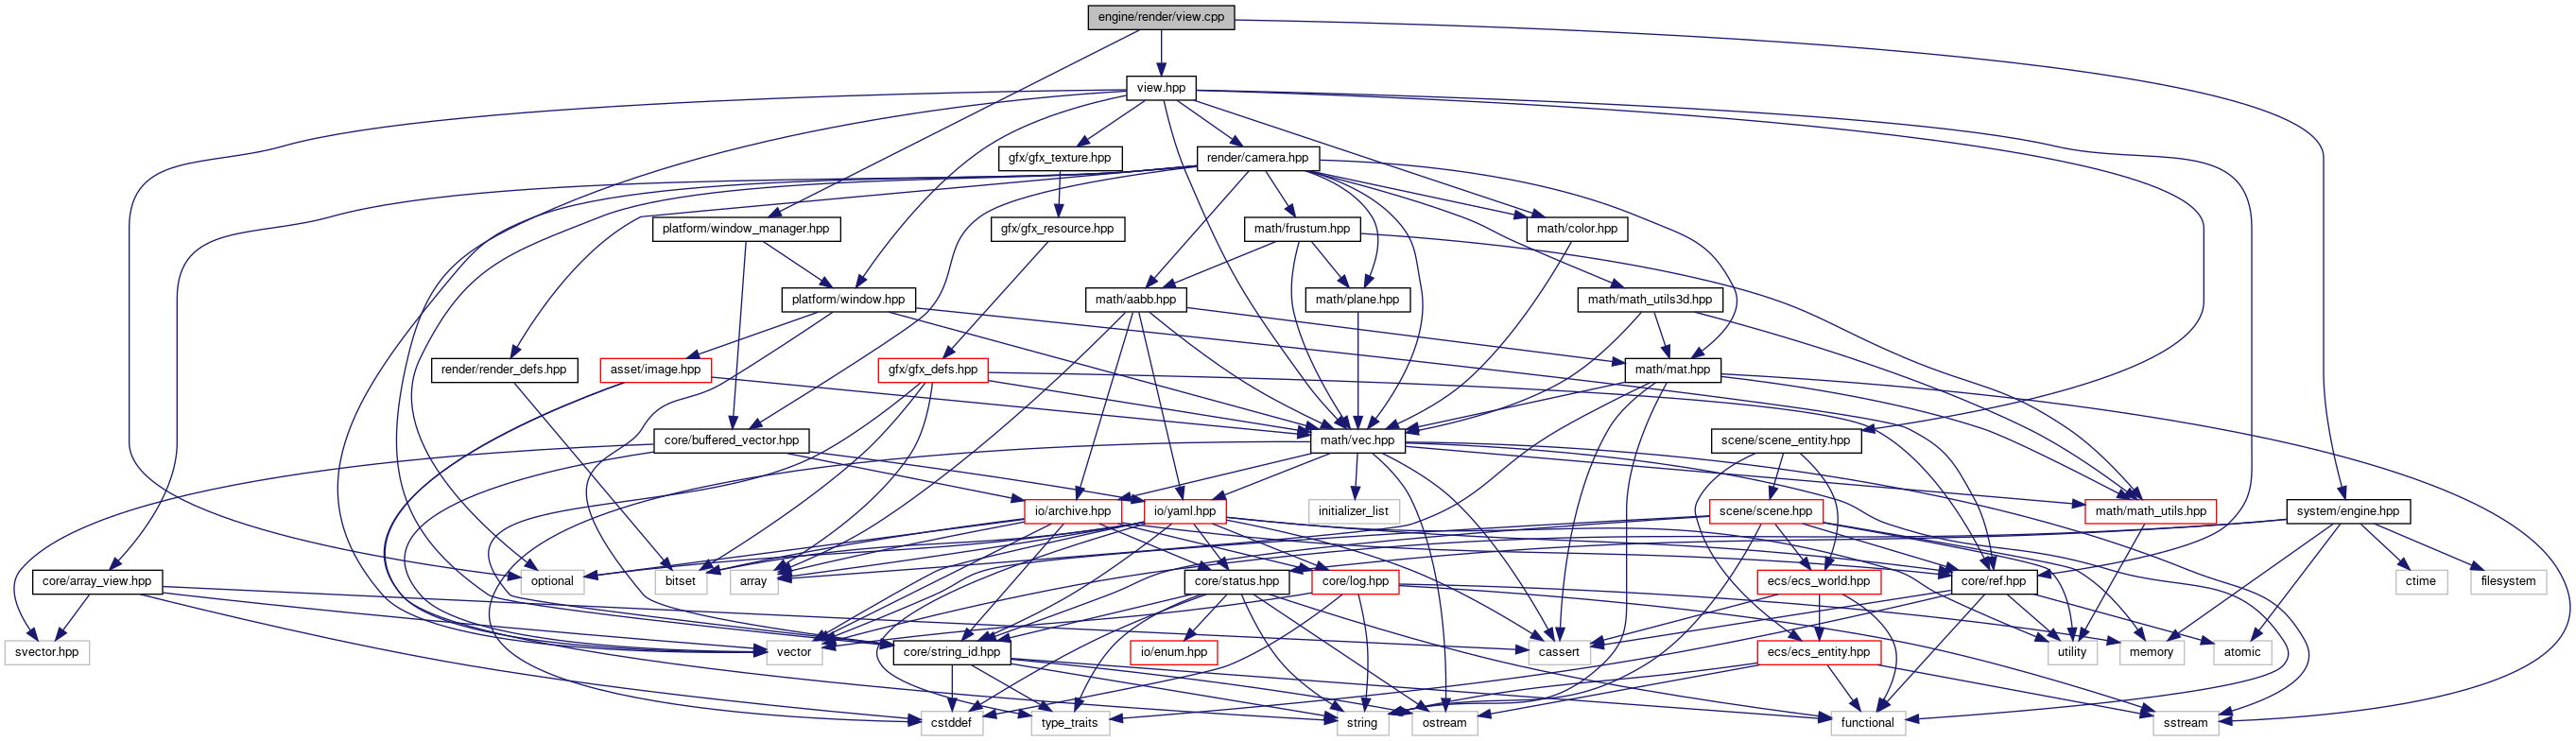 engine/render/view.cpp
view.hpp
gfx/gfx_texture.hpp
render/camera.hpp
platform/window_manager.hpp
gfx/gfx_resource.hpp
math/frustum.hpp
math/color.hpp
platform/window.hpp
math/aabb.hpp
math/plane.hpp
math/math_utils3d.hpp
render/render_defs.hpp
asset/image.hpp
gfx/gfx_defs.hpp
math/mat.hpp
core/buffered_vector.hpp
math/vec.hpp
scene/scene_entity.hpp
io/archive.hpp
io/yaml.hpp
initializer_list
scene/scene.hpp
math/math_utils.hpp
system/engine.hpp
core/array_view.hpp
optional
bitset
array
core/status.hpp
core/log.hpp
ecs/ecs_world.hpp
core/ref.hpp
ctime
filesystem
svector.hpp
vector
core/string_id.hpp
io/enum.hpp
cassert
ecs/ecs_entity.hpp
utility
memory
atomic
cstddef
type_traits
string
ostream
functional
sstream